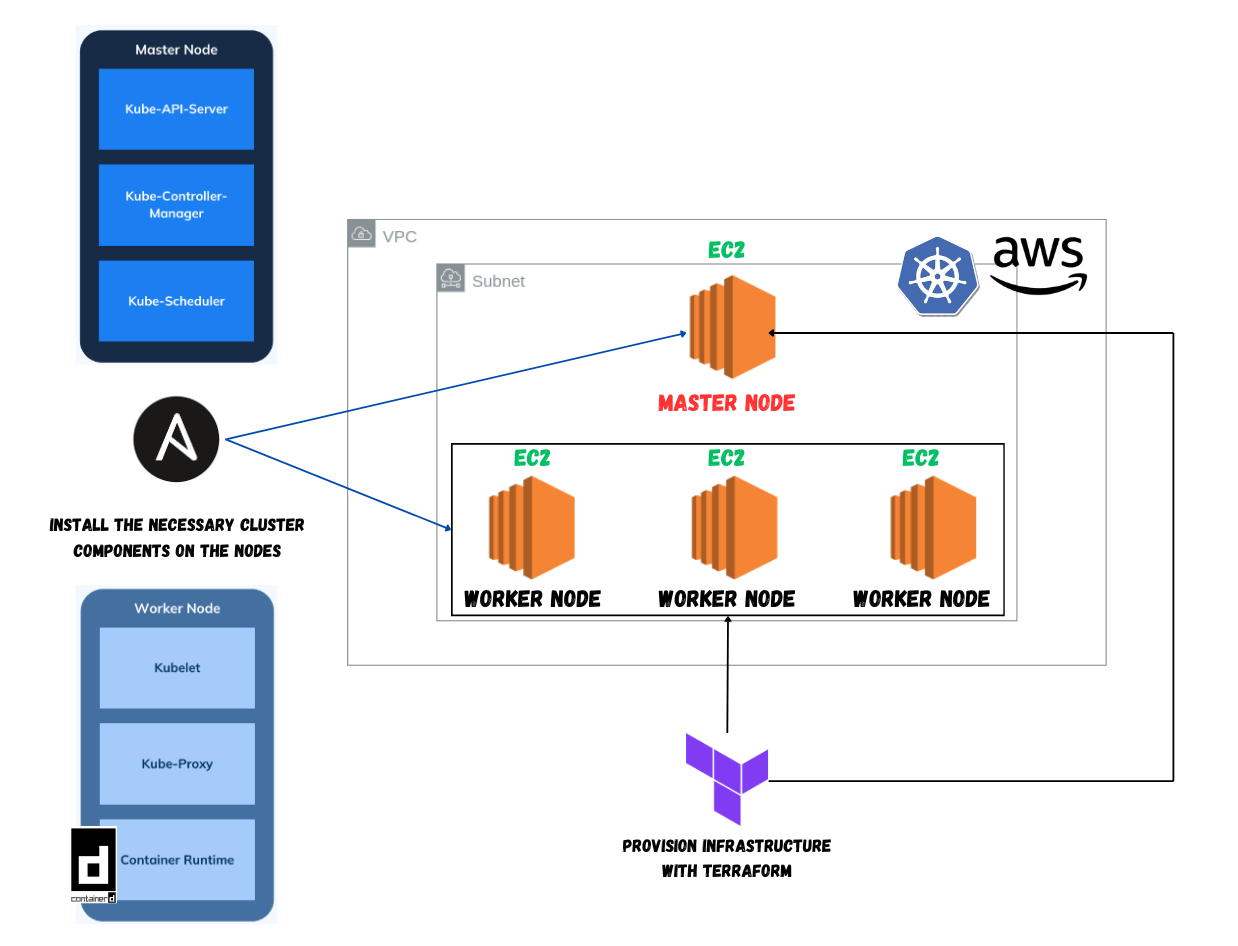 Master Node
Kube-API-Server
Kube-Controller-
Manager
Kube-Scheduler
INSTALL THE NECESSARY CLUSTER
COMPONENTS ON THE NODES
Worker Node
Kubelet
Kube-Proxy
Container Runtime
d
containerd
VPC
Subnet
EC2
aws
MASTER NODE
EC2
EC2
EC2
WORKER NODE
WORKER NODE
WORKER NODE
PROVISION INFRASTRUCTURE
WITH TERRAFORM